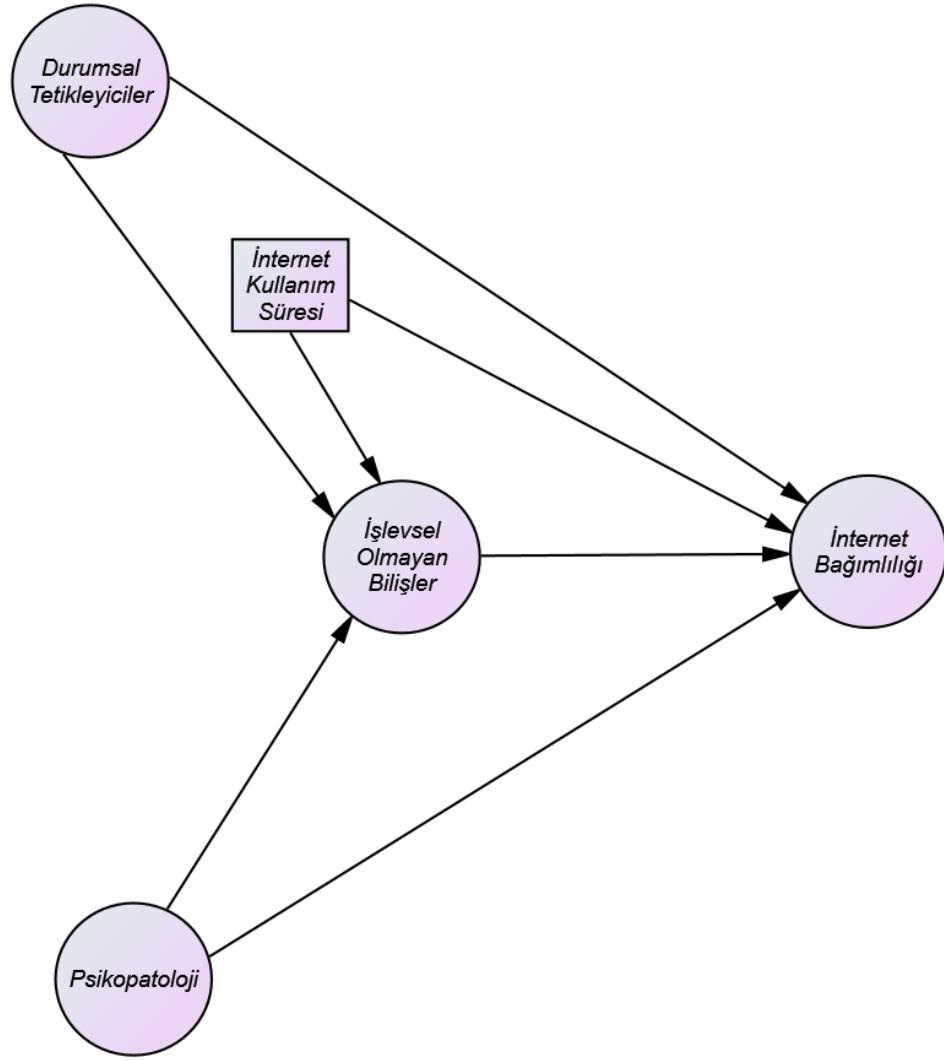 Durumsal
Tetikleyiciler
İnternet
Kullanım
Süresi
İşlevsel
Olmayan
Bilişler
İnternet
Bağımlılığı
Psikopatoloji